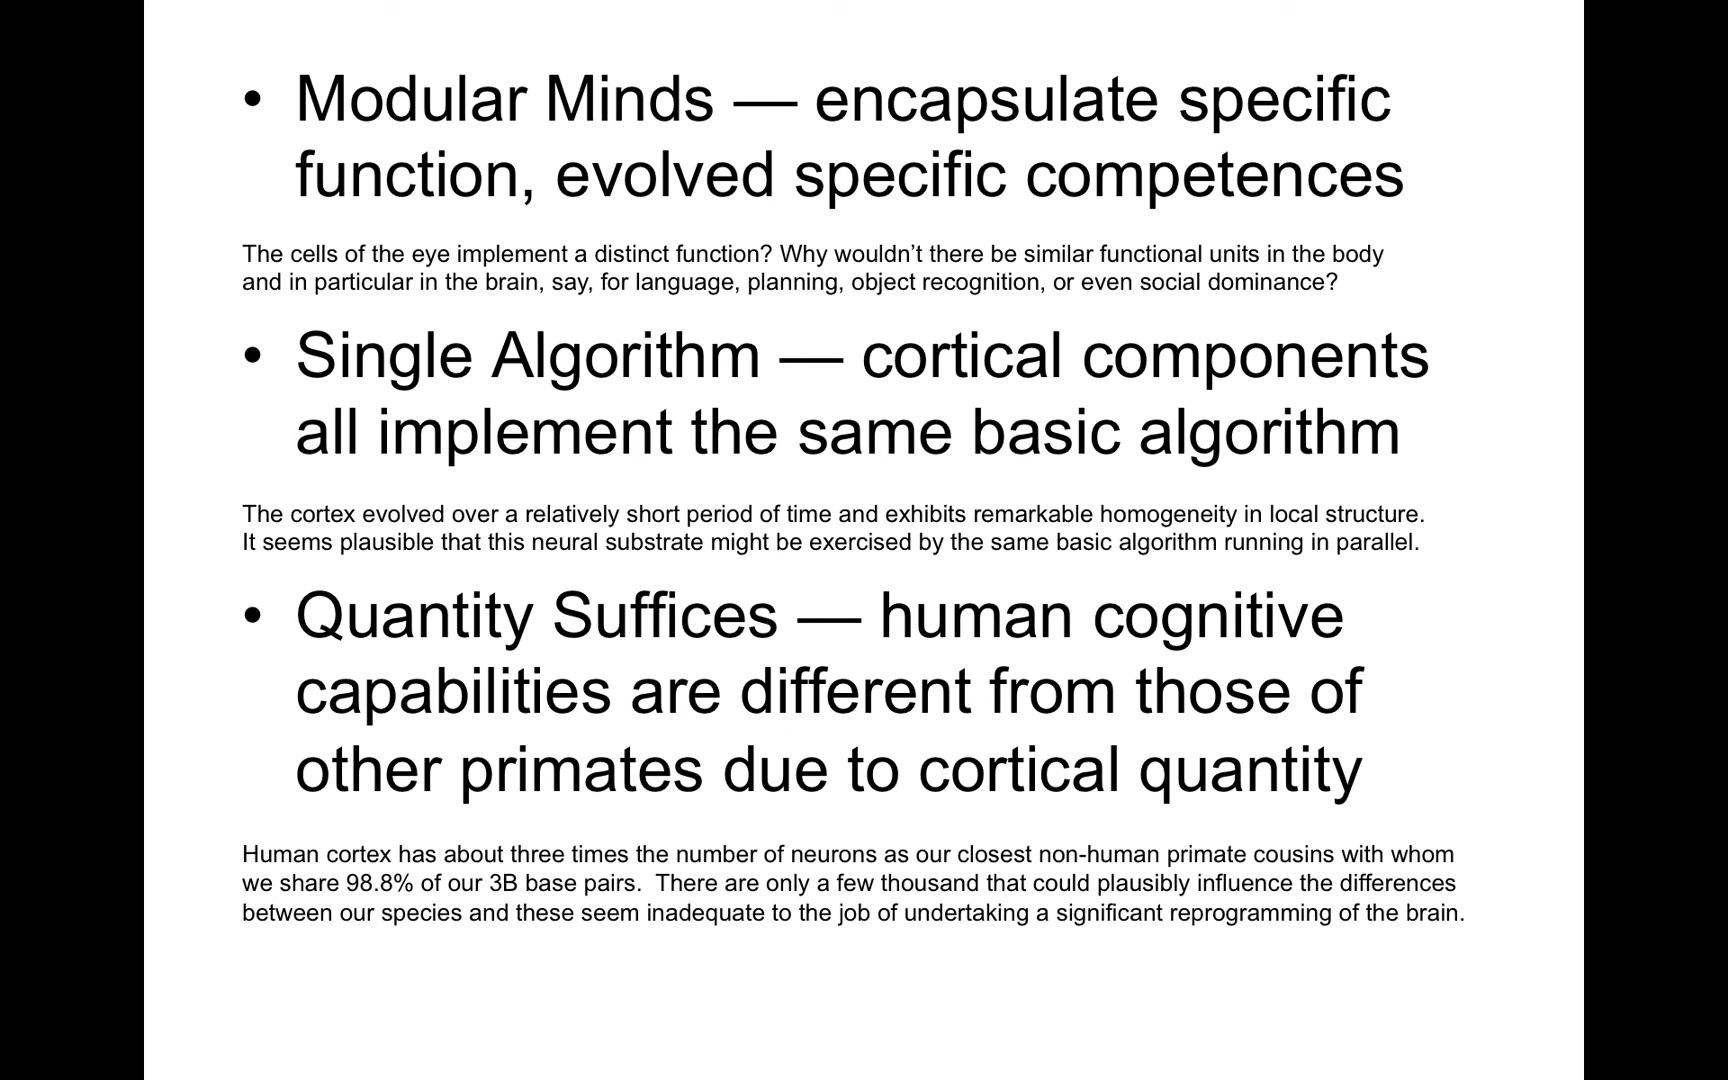 • Modular Minds — encapsulate specific
function, evolved specific competences
The cells of the eye implement a distinct function? Why wouldn’t there be similar functional units in the body
and in particular in the brain, say, for language, planning, object recognition, or even social dominance?
• Single Algorithm — cortical components
all implement the same basic algorithm
The cortex evolved over a relatively short period of time and exhibits remarkable homogeneity in local structure.
It seems plausible that this neural substrate might be exercised by the same basic algorithm running in parallel.
• Quantity Suffices — human cognitive
capabilities are different from those of
other primates due to cortical quantity
Human cortex has about three times the number of neurons as our closest non-human primate cousins with whom
we share 98.8% of our 3B base pairs.  There are only a few thousand that could plausibly influence the differences
between our species and these seem inadequate to the job of undertaking a significant reprogramming of the brain.